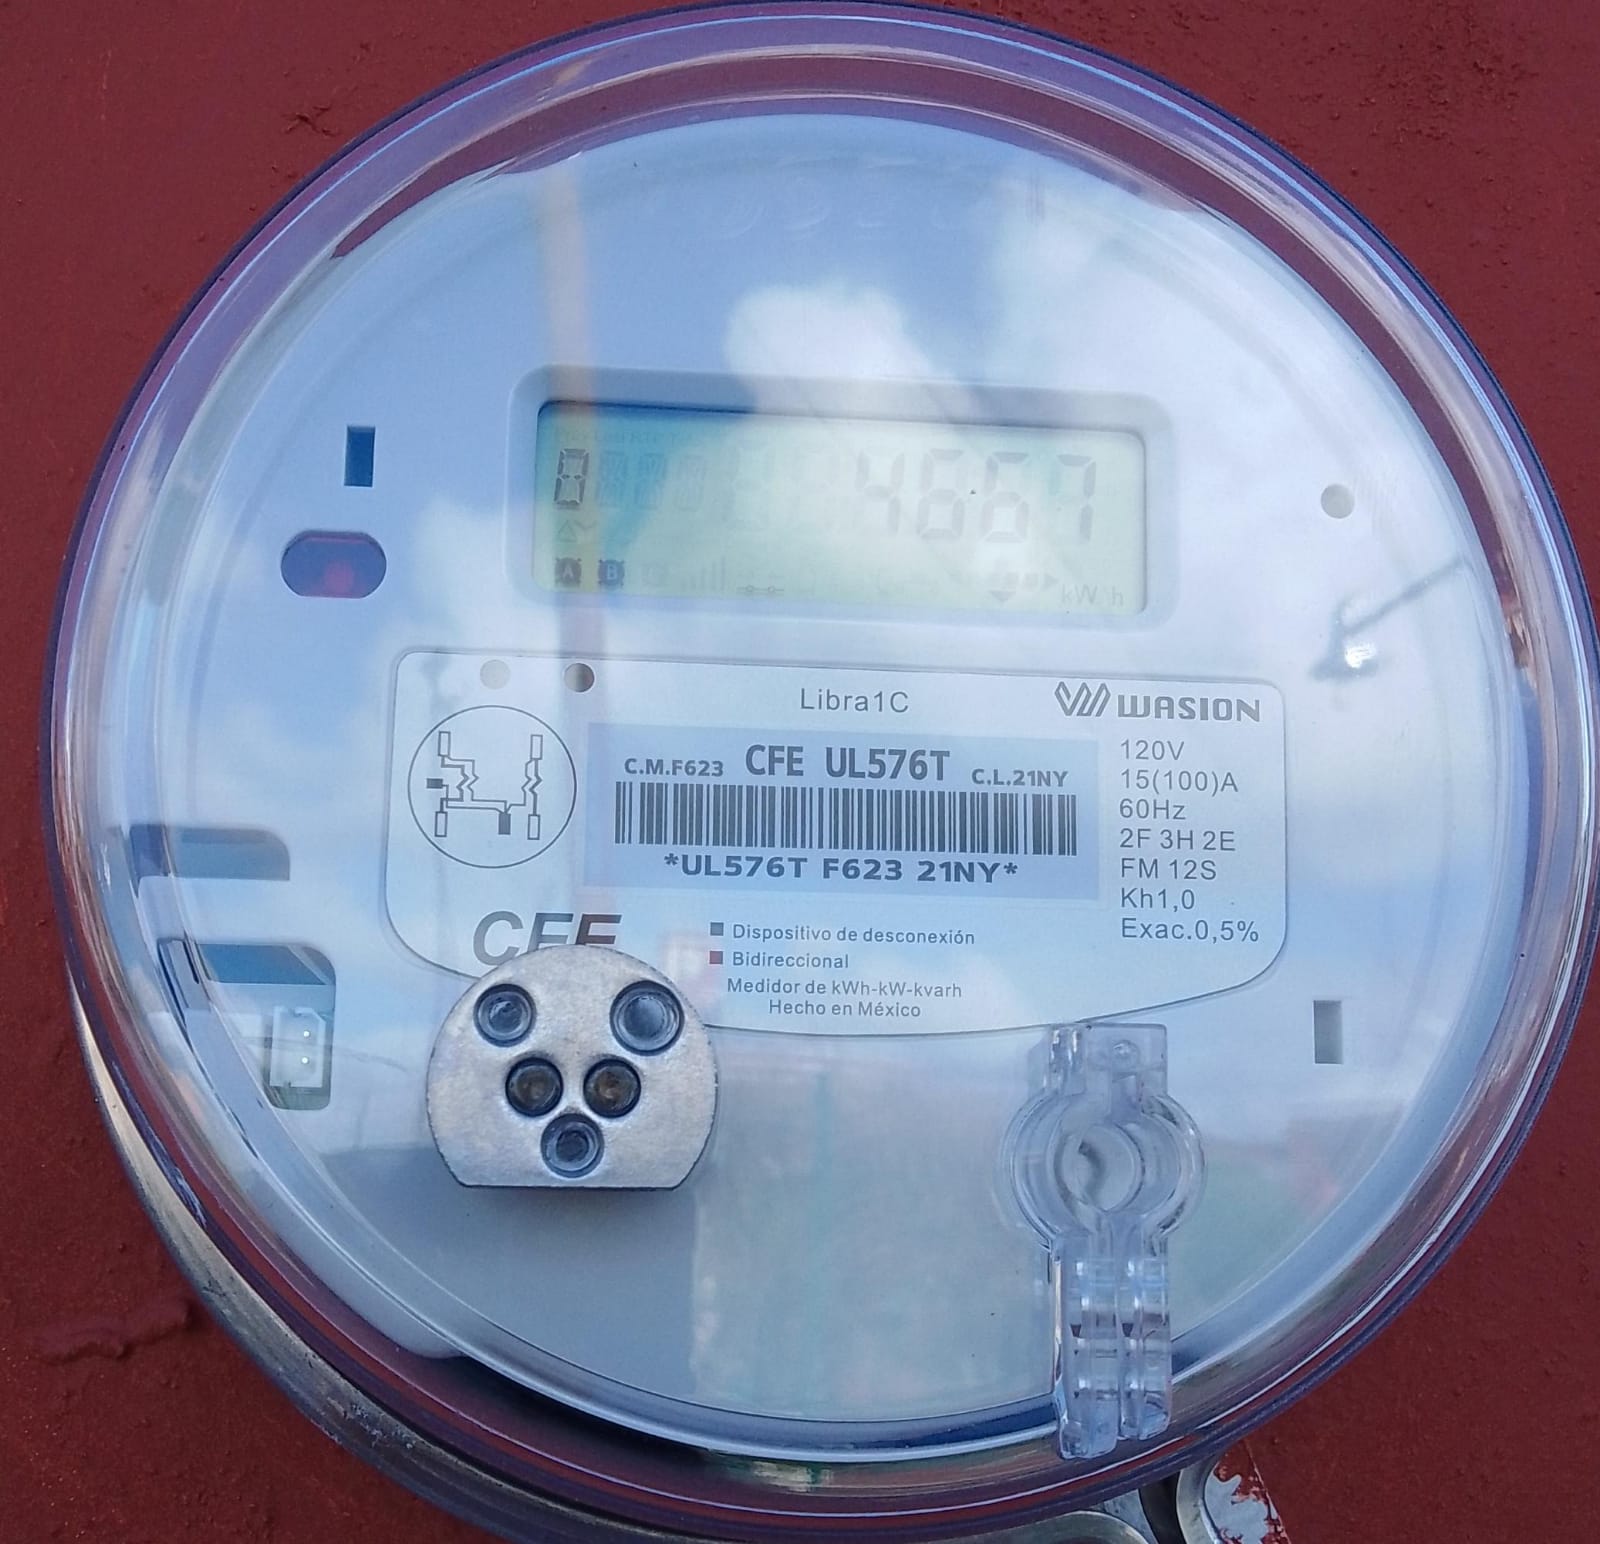 4667
A B C
kW h
Libra1C
WASION
C.M.F623 CFE UL576T C.L.21NY
*UL576T F623 21NY*
120V
15(100)A
60Hz
2F 3H 2E
FM 12S
Kh1,0
Exac.0,5%
CFE
Dispositivo de desconexión
Bidireccional
Medidor de kWh-kW-kvarh
Hecho en México